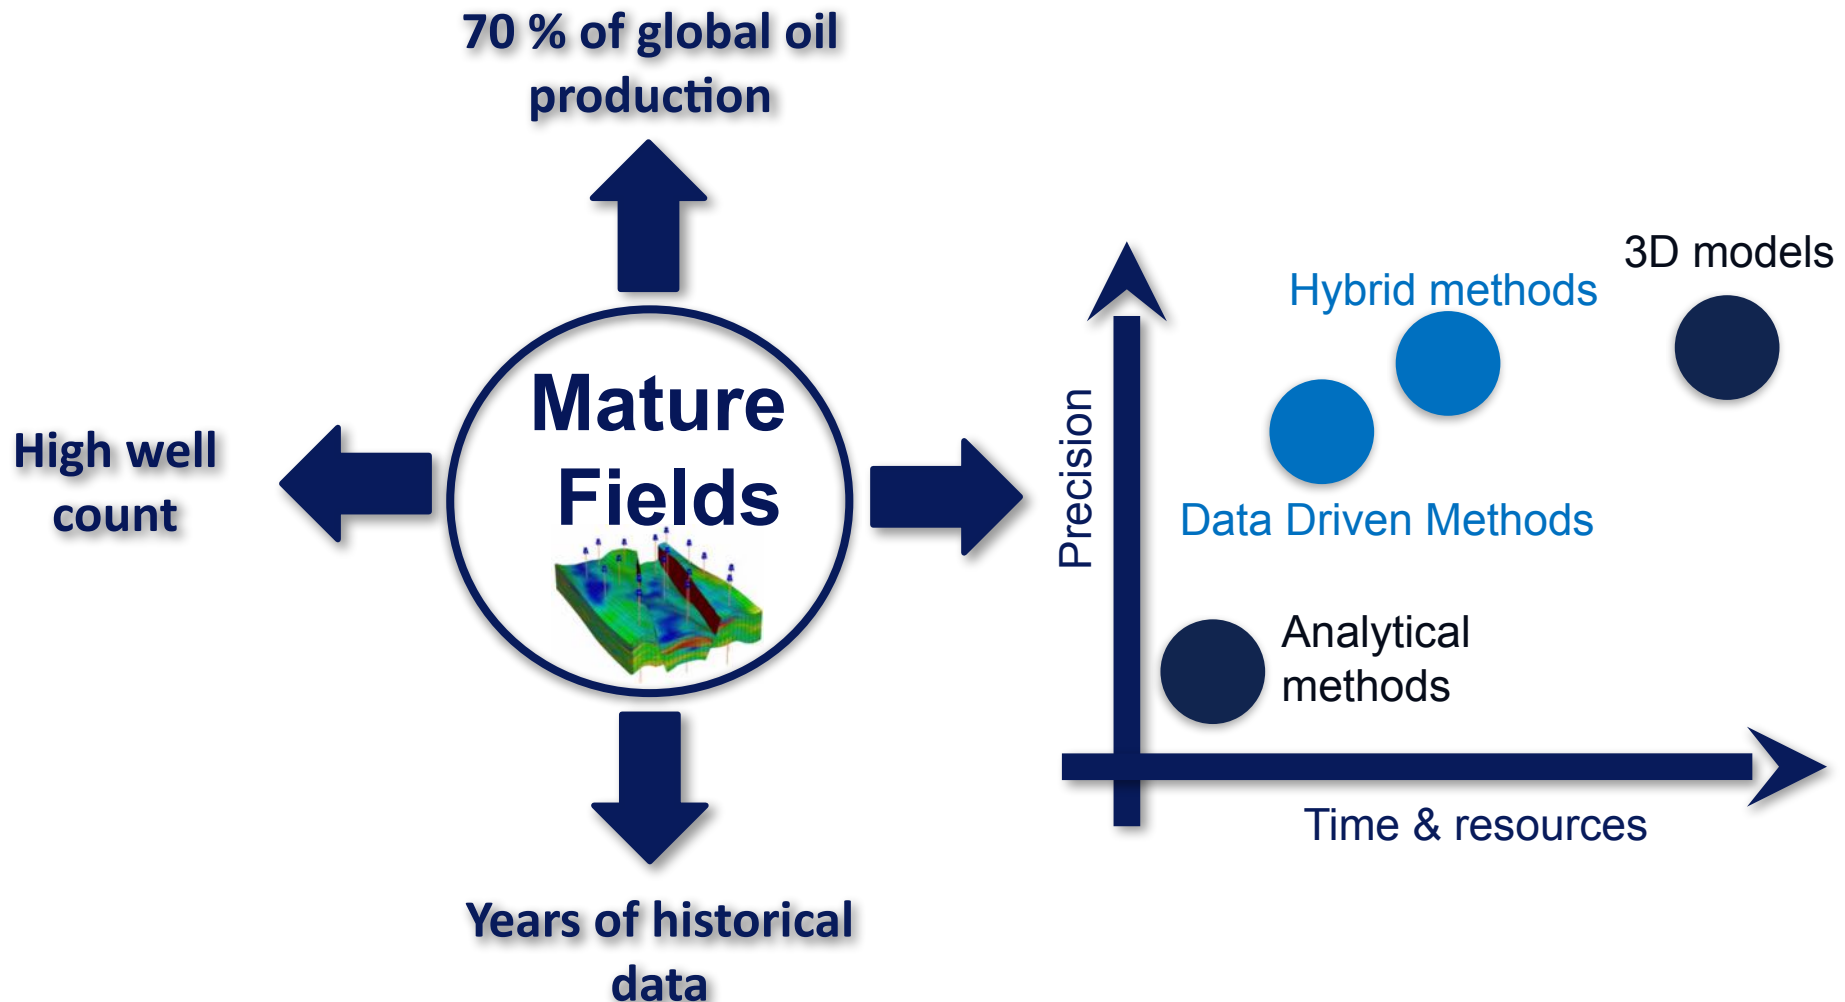 70 % of global oil
production
High well
count
Mature
Fields
Years of historical
data
Precision
3D models
Hybrid methods
Data Driven Methods
Analytical
methods
Time & resources